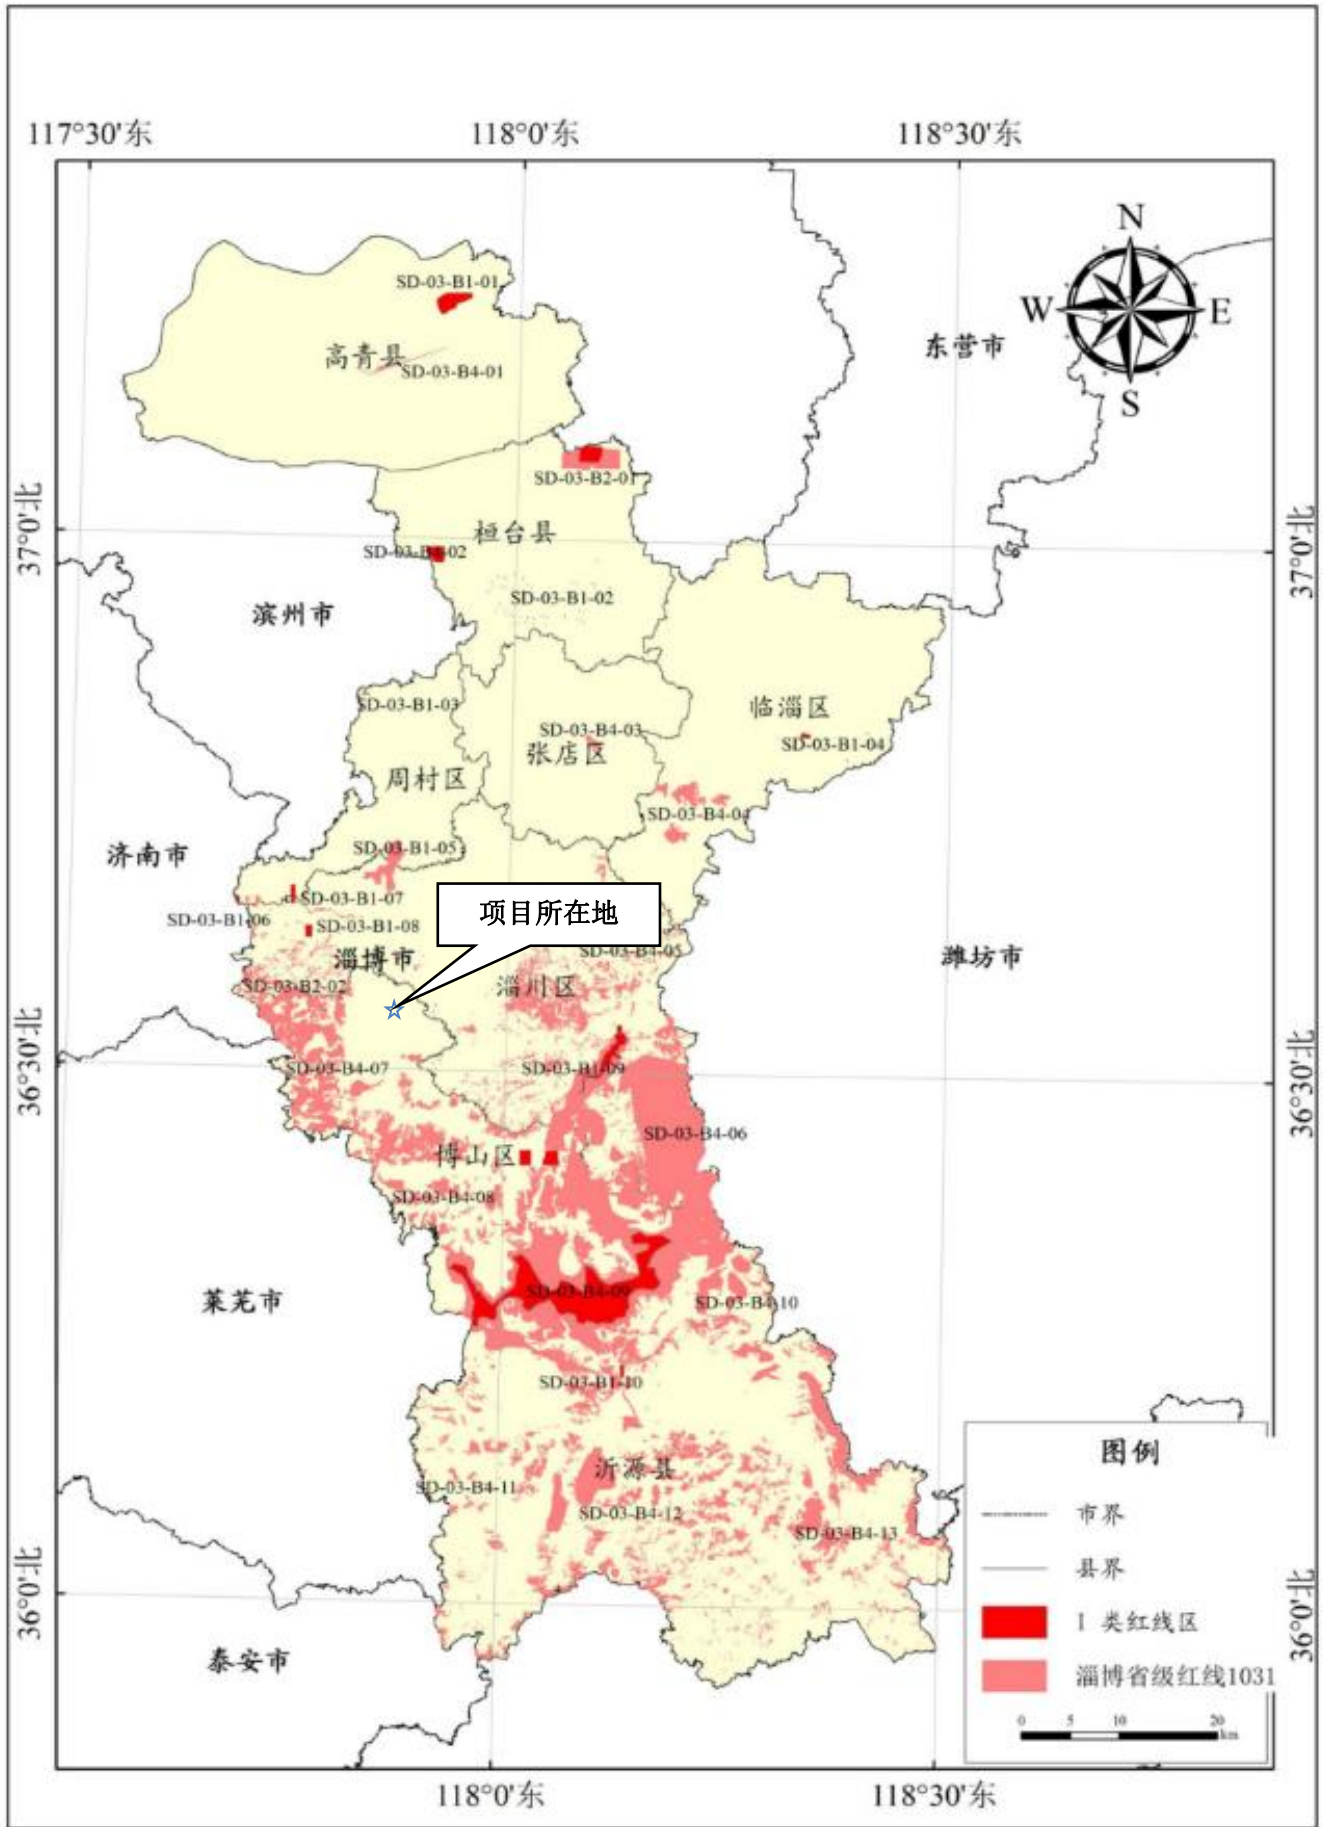 117°30'东
118°0'东
118°30'东
N
W
E
S
SD-03-B1-01
高青县
SD-03-B4-01
东营市
SD-03-B2-01
37°0'北
37°0'北
桓台县
SD-03-B4-02
SD-03-B1-02
滨州市
SD-03-B1-03
临淄区
SD-03-B4-03
SD-03-B1-04
张店区
周村区
SD-03-B4-04
SD-03-B1-05
济南市
SD-03-B1-07
项目所在地
SD-03-B1-06
SD-03-B1-08
SD-03-B4-05
淄博市
潍坊市
SD-03-B2-02
淄川区
36°30'北
36°30'北
SD-03-B4-07
SD-03-B1-09
SD-03-B4-06
博山区
SD-03-B4-08
SD-03-B4-09
莱芜市
SD-03-B4-10
SD-03-B1-10
图例
沂源县
SD-03-B4-11
SD-03-B4-12
市界
SD-03-B4-13
县界
36°0'北
36°0'北
I 类红线区
泰安市
淄博省级红线1031
0 5 10 20
km
118°0'东
118°30'东